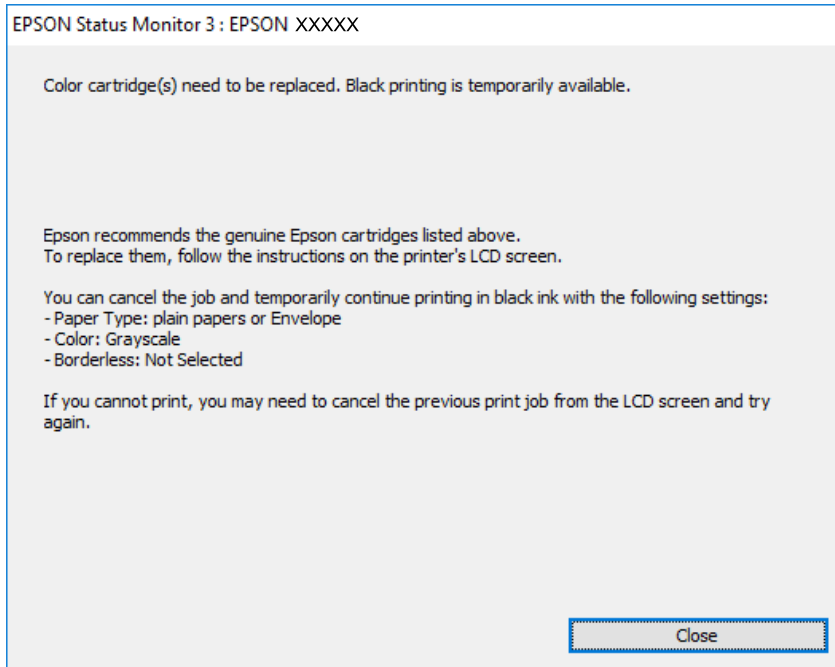 EPSON Status Monitor 3 : EPSON XXXXX
Color cartridge(s) need to be replaced. Black printing is temporarily available.
Epson recommends the genuine Epson cartridges listed above.
To replace them, follow the instructions on the printer's LCD screen.
You can cancel the job and temporarily continue printing in black ink with the following settings:
- Paper Type: plain papers or Envelope
- Color: Grayscale
- Borderless: Not Selected
If you cannot print, you may need to cancel the previous print job from the LCD screen and try
again.
Close